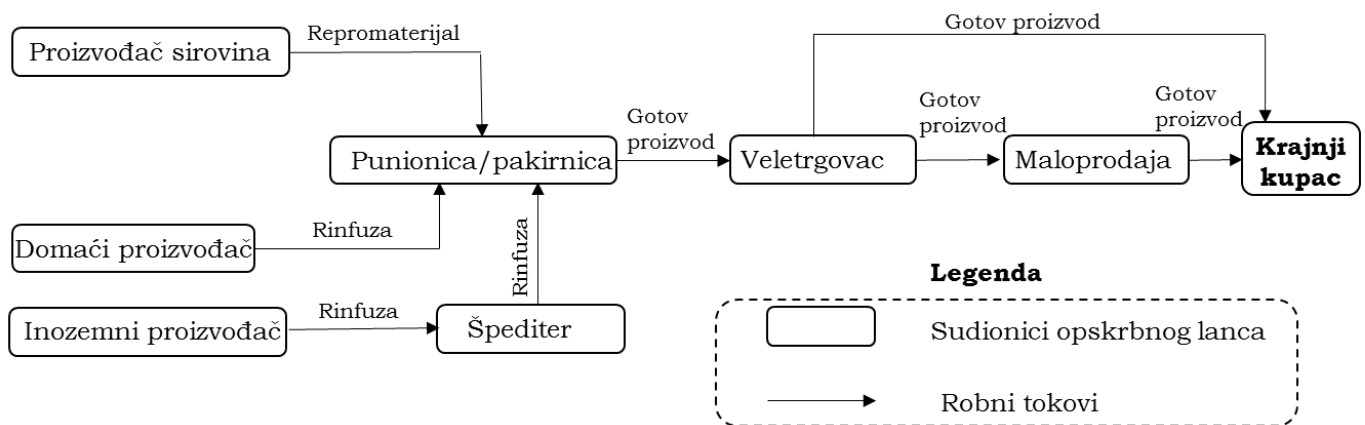 Gotov proizvod
Repromaterijal
Proizvođač sirovina
Gotov
proizvod
Gotov
proizvod
Gotov
proizvod
Punionica/pakirnica
Veletrgovac
Maloprodaja
Krajnji
kupac
Rinfuza
Domaći proizvođač
Rinfuza
Rinfuza
Inozemni proizvođač
Špediter
Legenda
Sudionici opskrbnog lanca
Robni tokovi